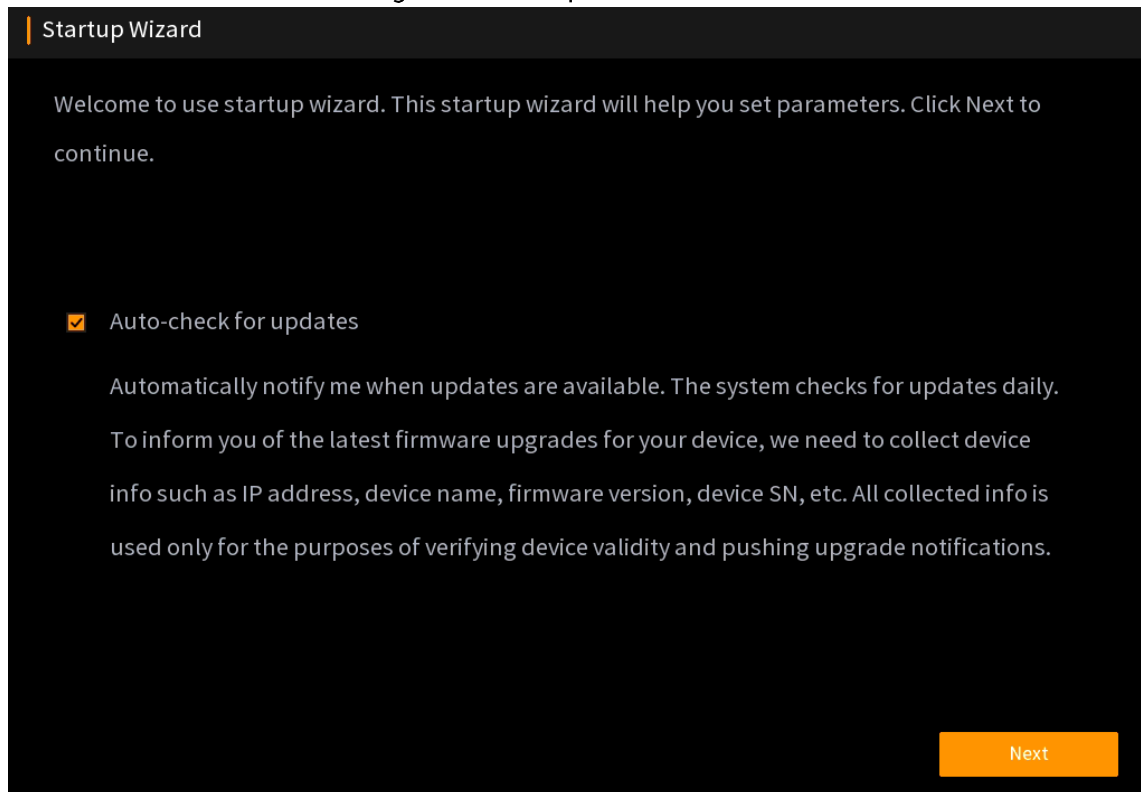 Startup Wizard
Welcome to use startup wizard. This startup wizard will help you set parameters. Click Next to
continue.
Auto-check for updates
Automatically notify me when updates are available. The system checks for updates daily.
To inform you of the latest firmware upgrades for your device, we need to collect device
info such as IP address, device name, firmware version, device SN, etc. All collected info is
used only for the purposes of verifying device validity and pushing upgrade notifications.
Next